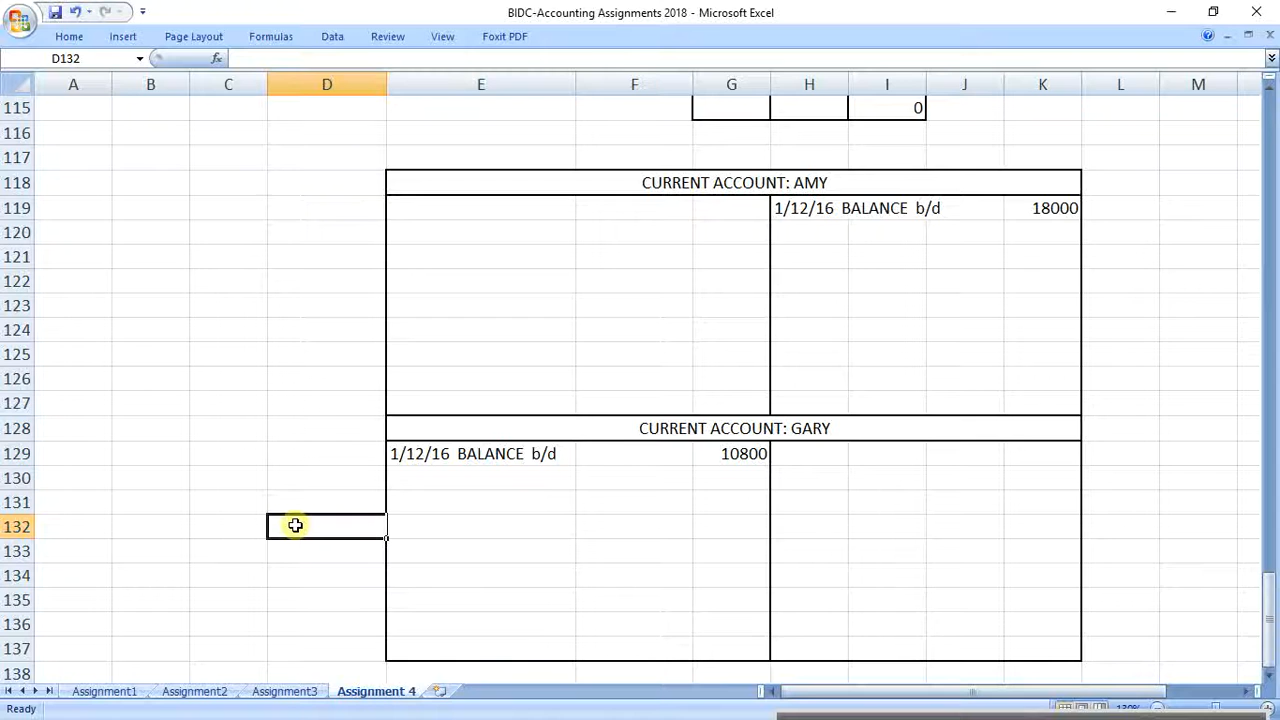 BIDC-Accounting Assignments 2018 - Microsoft Excel
Home Insert Page Layout Formulas Data Review View Foxit PDF
D132 fx
A B C D E F G H I J K L M
115 0
116
117
118 CURRENT ACCOUNT: AMY
119 1/12/16 BALANCE b/d 18000
120
121
122
123
124
125
126
127
128 CURRENT ACCOUNT: GARY
129 1/12/16 BALANCE b/d 10800
130
131
132
133
134
135
136
137
138
Assignment1 Assignment2 Assignment3 Assignment 4
Ready 130%